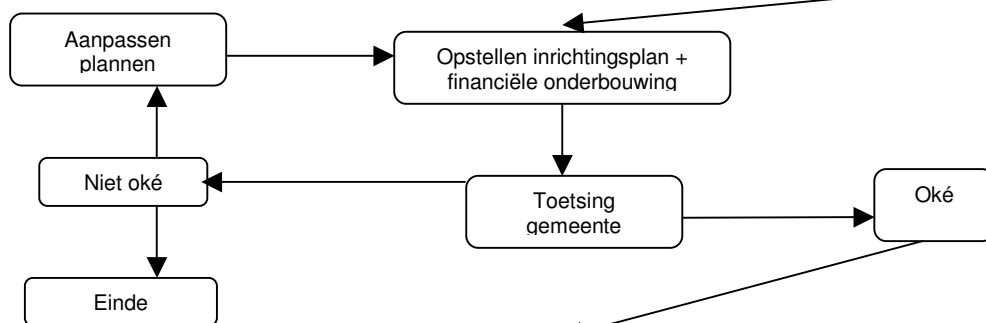 Aanpassen
plannen
Opstellen inrichtingsplan +
financiële onderbouwing
Niet oké
Toetsing
gemeente
Oké
Einde